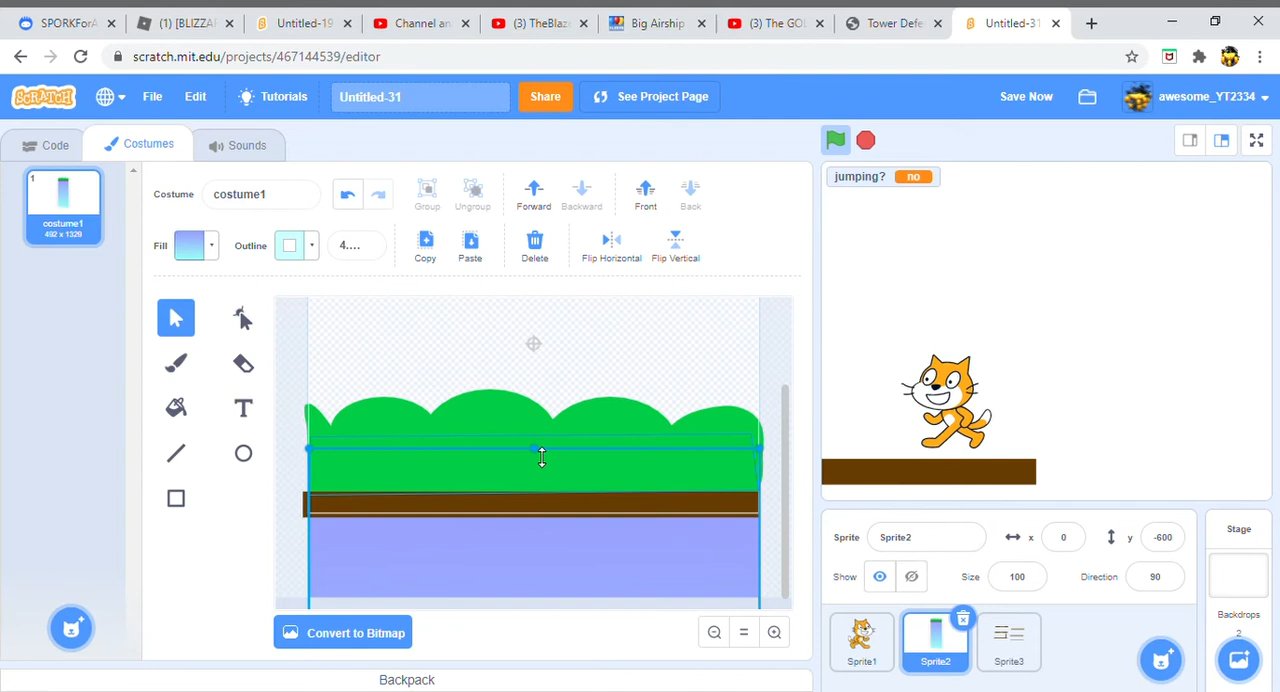 SPORKForA
(1) [BLIZZAR
Untitled-19
Channel an
(3) TheBlaze
Big Airship
(3) The GOL
Tower Defe
Untitled-31
scratch.mit.edu/projects/467144539/editor
SCRATCH
File
Edit
Tutorials
Untitled-31
Share
See Project Page
Save Now
awesome_YT2334
Code
Costumes
Sounds
1
costume1
492 x 1329
Costume
costume1
Group
Ungroup
Forward
Backward
Front
Back
Fill
Outline
4....
Copy
Paste
Delete
Flip Horizontal
Flip Vertical
T
Convert to Bitmap
Backpack
jumping? no
Sprite
Sprite2
x
0
y
-600
Show
Size
100
Direction
90
Sprite1
Sprite2
Sprite3
Stage
Backdrops
2